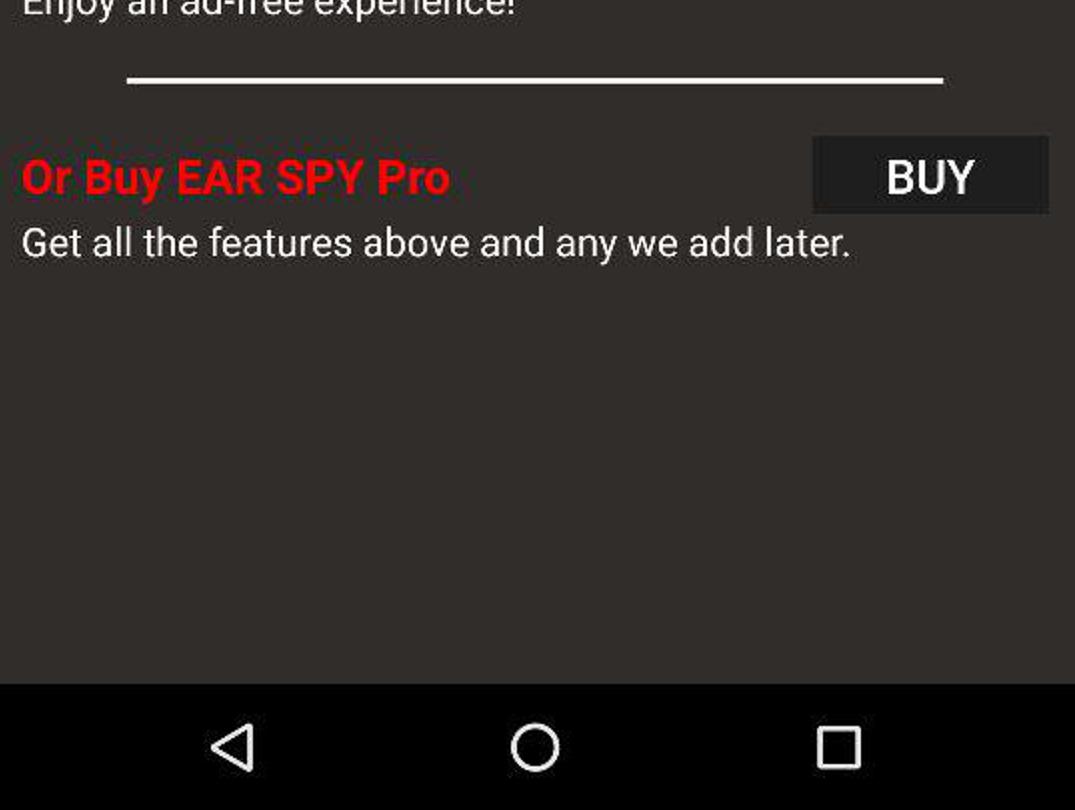 Enjoy an ad-free experience!
Or Buy EAR SPY Pro
BUY
Get all the features above and any we add later.